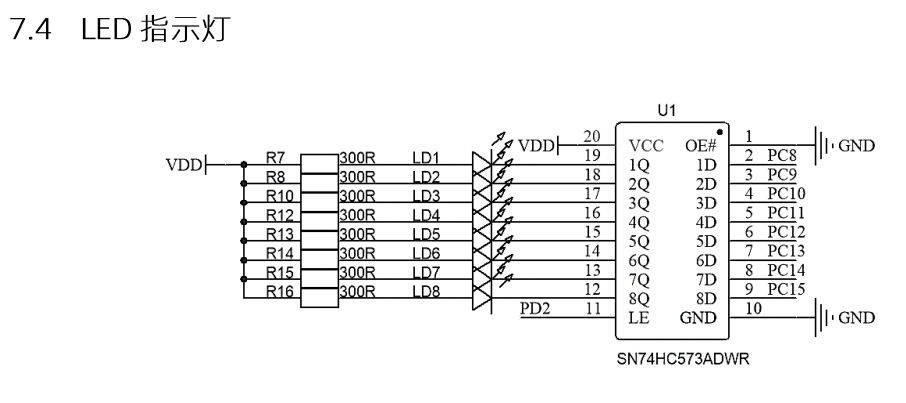 7.4 LED 指示灯
U1
VDD 20 VCC OE# 1 GND
VDD R7 300R LD1 19 1Q 1D 2 PC8
R8 300R LD2 18 2Q 2D 3 PC9
R10 300R LD3 17 3Q 3D 4 PC10
R12 300R LD4 16 4Q 4D 5 PC11
R13 300R LD5 15 5Q 5D 6 PC12
R14 300R LD6 14 6Q 6D 7 PC13
R15 300R LD7 13 7Q 7D 8 PC14
R16 300R LD8 12 8Q 8D 9 PC15
PD2 11 LE GND 10 GND
SN74HC573ADWR